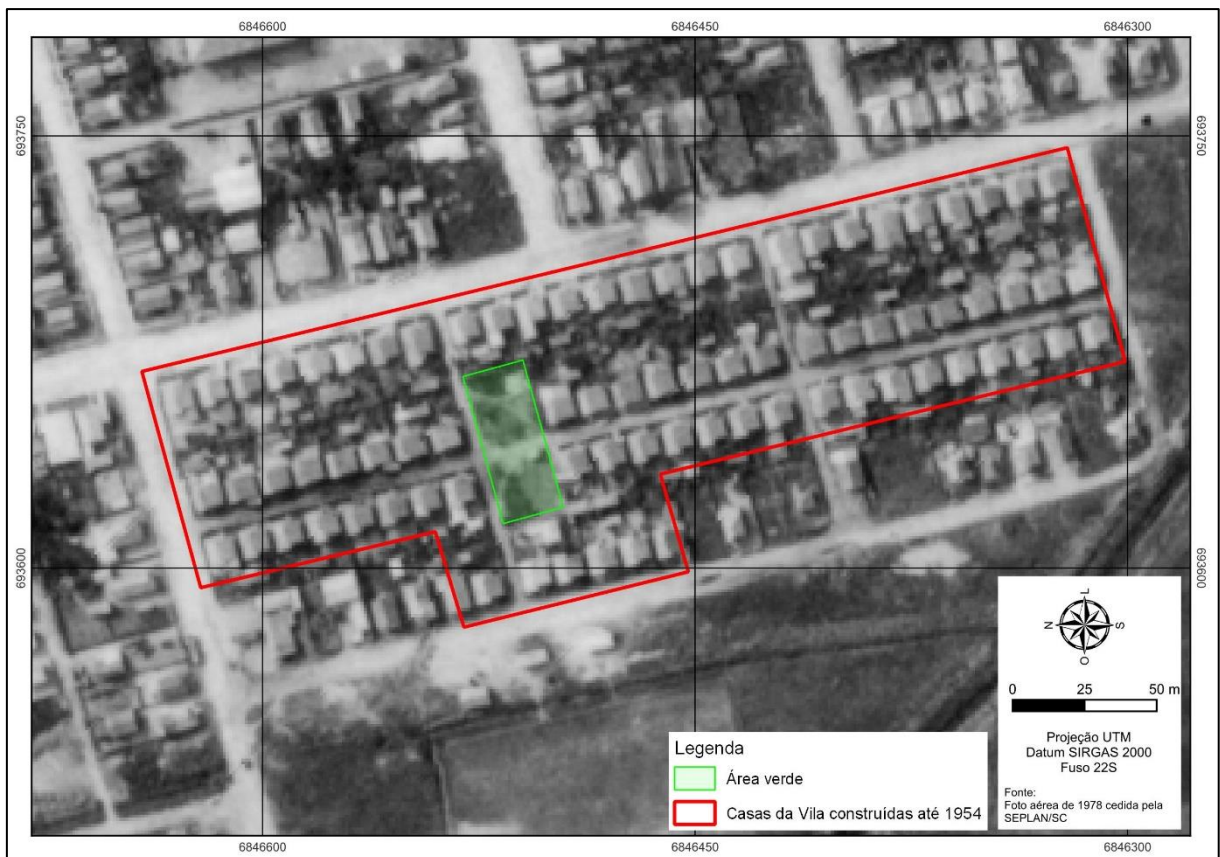 6846600
6846450
6846300
693750
693750
693600
693600
L
N
S
O
0
25
50 m
Projeção UTM
Datum SIRGAS 2000
Fuso 22S
Fonte:
Foto aérea de 1978 cedida pela
SEPLAN/SC
Legenda
Área verde
Casas da Vila construídas até 1954
6846600
6846450
6846300